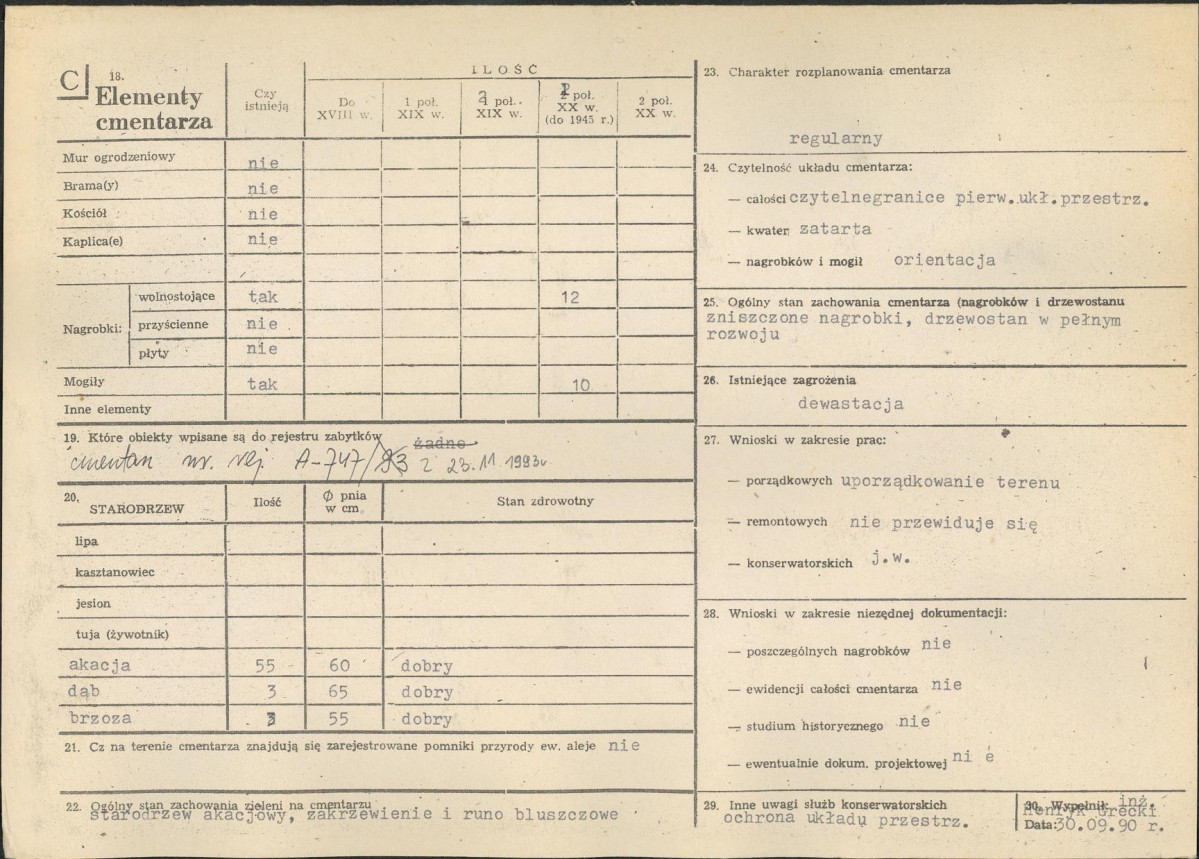 C
18.
Elementy
cmentarza
Czy
istnieją
ILOŚĆ
Do
XVIII w.
1 poł.
XIX w.
2 poł.
XIX w.
1 poł.
XX w.
(do 1945 r.)
2 poł.
XX w.
Mur ogrodzeniowy nie
Brama(y) nie
Kościół nie
Kaplica(e) nie
Nagrobki:
wolnostojące tak 12
przyścienne nie
płyty nie
Mogiły tak 10
Inne elementy
19. Które obiekty wpisane są do rejestru zabytków żadne
cmentarz nr. rej A-747/93 z 23.11 1993r
20.
STARODRZEW
Ilość
Ø pnia
w cm.
Stan zdrowotny
lipa
kasztanowiec
jesion
tuja (żywotnik)
akacja 55 60 dobry
dąb 3 65 dobry
brzoza 3 55 dobry
21. Cz na terenie cmentarza znajdują się zarejestrowane pomniki przyrody ew. aleje nie
22. Ogólny stan zachowania zieleni na cmentarzu
starodrzew akacjowy, zakrzewienie i runo bluszczowe
23. Charakter rozplanowania cmentarza
regularny
24. Czytelność układu cmentarza:
— całości czytelnegranice pierw.ukł.przestrz.
— kwater zatarta
— nagrobków i mogił orientacja
25. Ogólny stan zachowania cmentarza (nagrobków i drzewostanu
zniszczone nagrobki, drzewostan w pełnym
rozwoju
26. Istniejące zagrożenia
dewastacja
27. Wnioski w zakresie prac:
— porządkowych uporządkowanie terenu
— remontowych nie przewiduje się
— konserwatorskich j.w.
28. Wnioski w zakresie niezędnej dokumentacji:
— poszczególnych nagrobków nie
— ewidencji całości cmentarza nie
— studium historycznego nie
— ewentualnie dokum. projektowej ni e
29. Inne uwagi służb konserwatorskich
ochrona układu przestrz.
30. Wypełnił: inż.
Henryk Grecki
Data: 30.09.90 r.